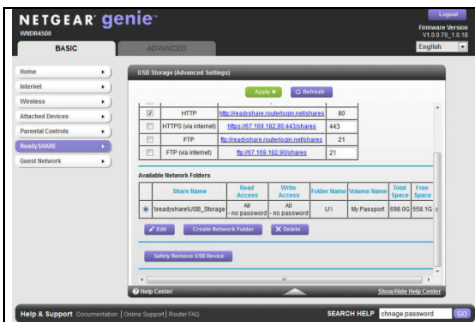 NETGEAR genie™
WNDR4500
Logout
Firmware Version
V1.0.0.70_1.0.18
English
BASIC
ADVANCED
Home
Internet
Wireless
Attached Devices
Parental Controls
ReadySHARE
Guest Network
USB Storage (Advanced Settings)
Apply
Refresh
HTTP http://readyshare.routerlogin.net/shares 80
HTTPS (via internet) https://67.169.182.90:443/shares 443
FTP ftp://readyshare.routerlogin.net/shares 21
FTP (via internet) ftp://67.169.182.90/shares 21
Available Network Folders
Share Name Read Access Write Access Folder Name Volume Name Total Space Free Space
\\readyshare\USB_Storage All - no password All - no password U:\ My Passport 698.0G 558.1G
Edit Create Network Folder Delete
Safely Remove USB Device
Help Center
Show/Hide Help Center
Help & Support Documentation | Online Support | Router FAQ SEARCH HELP chnage password GO